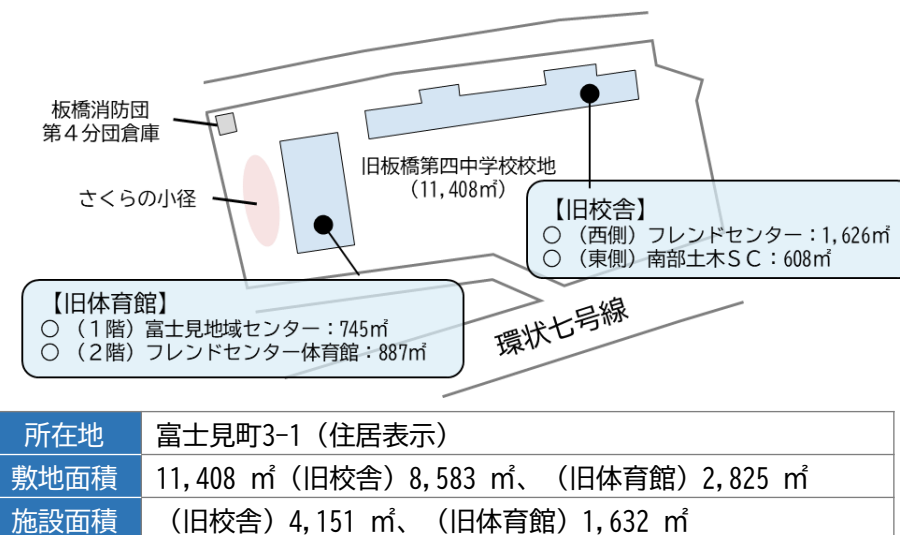 板橋消防団
第４分団倉庫
さくらの小径
旧板橋第四中学校校地
（11,408㎡）
【旧校舎】
○ （西側）フレンドセンター：1,626㎡
○ （東側）南部土木ＳＣ：608㎡
【旧体育館】
○ （１階）富士見地域センター：745㎡
○ （２階）フレンドセンター体育館：887㎡
環状七号線
所在地 富士見町3-1（住居表示）
敷地面積 11,408 ㎡（旧校舎）8,583 ㎡、（旧体育館）2,825 ㎡
施設面積 （旧校舎）4,151 ㎡、（旧体育館）1,632 ㎡